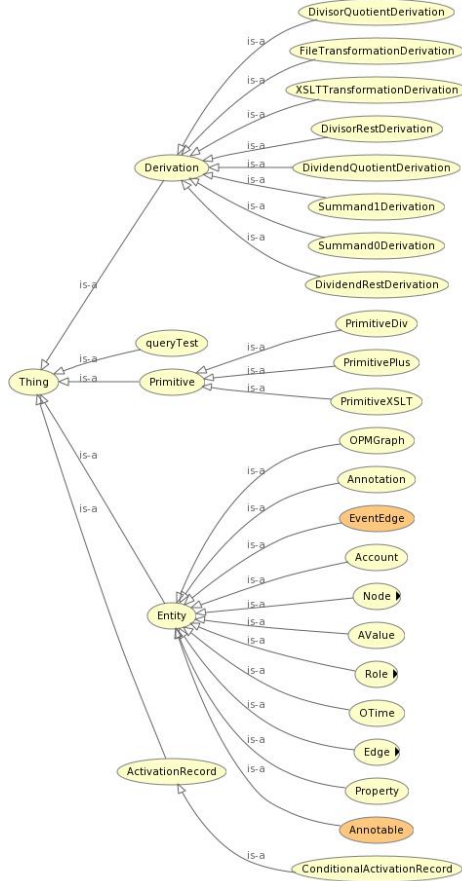 DivisorQuotientDerivation
is-a
FileTransformationDerivation
is-a
XSLTTransformationDerivation
is-a
DivisorRestDerivation
is-a
Derivation
is-a
DividendQuotientDerivation
is-a
Summand1Derivation
is-a
Summand0Derivation
is-a
DividendRestDerivation
is-a
PrimitiveDiv
queryTest
is-a
is-a
PrimitivePlus
is-a
Thing
is-a
Primitive
is-a
PrimitiveXSLT
OPMGraph
is-a
is-a
Annotation
is-a
is-a
EventEdge
is-a
Account
is-a
Node
is-a
Entity
is-a
AValue
is-a
Role
is-a
OTime
is-a
Edge
is-a
ActivationRecord
Property
is-a
Annotable
is-a
ConditionalActivationRecord